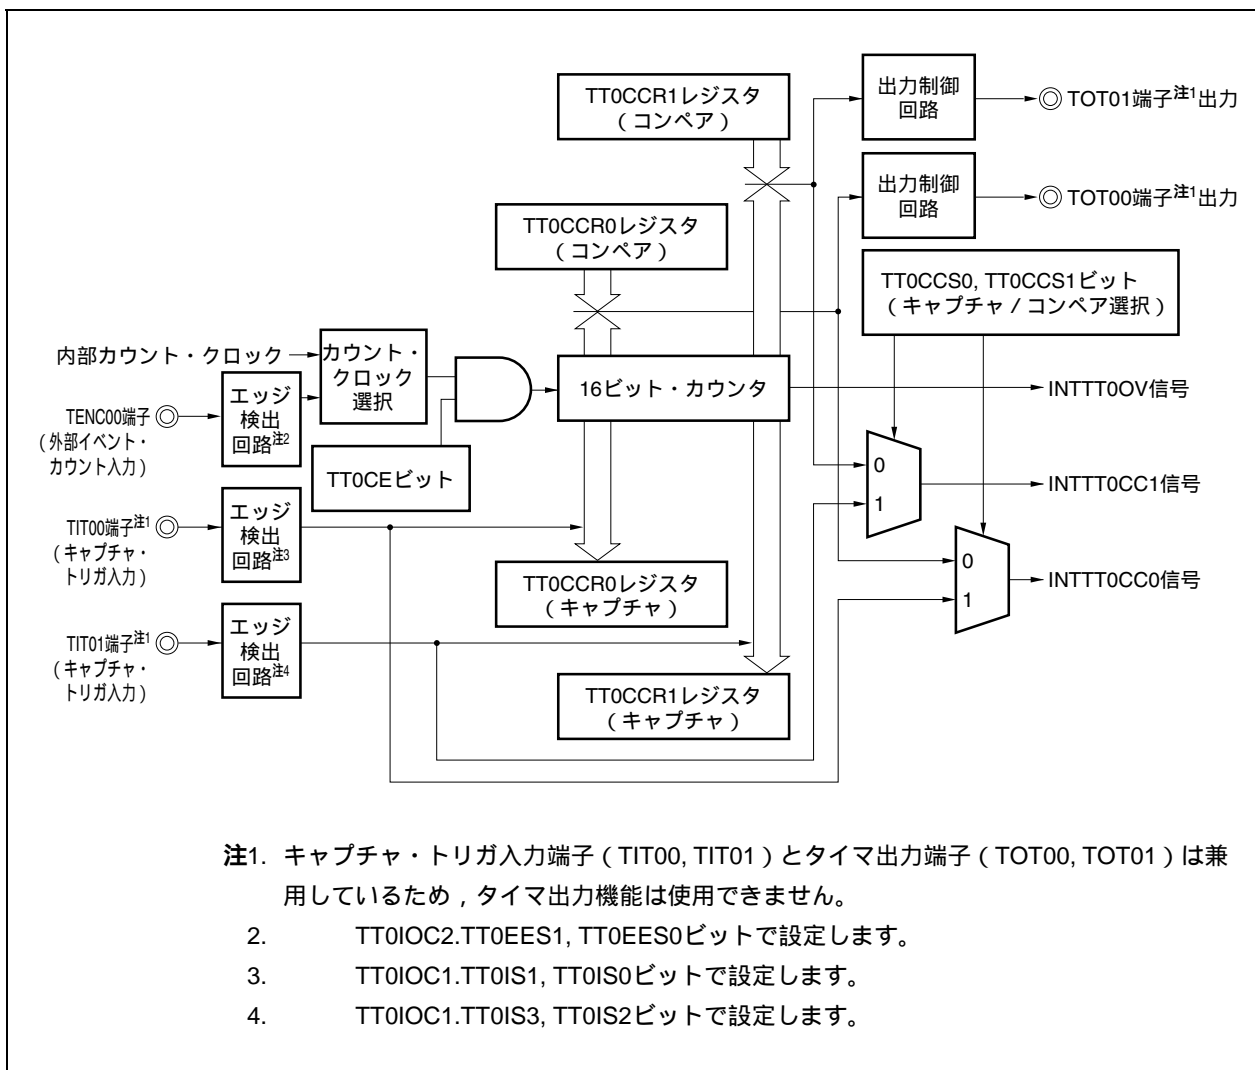 TT0CCR1レジスタ
（コンペア）
出力制御
回路
TOT01端子注1出力
出力制御
回路
TOT00端子注1出力
TT0CCR0レジスタ
（コンペア）
TT0CCS0, TT0CCS1ビット
（キャプチャ／コンペア選択）
内部カウント・クロック
カウント・
クロック
選択
16ビット・カウンタ
INTTT0OV信号
TENC00端子
（外部イベント・
カウント入力）
エッジ
検出
回路注2
TT0CEビット
0
1
INTTT0CC1信号
TIT00端子注1
（キャプチャ・
トリガ入力）
エッジ
検出
回路注3
TT0CCR0レジスタ
（キャプチャ）
0
1
INTTT0CC0信号
TIT01端子注1
（キャプチャ・
トリガ入力）
エッジ
検出
回路注4
TT0CCR1レジスタ
（キャプチャ）
注1. キャプチャ・トリガ入力端子（TIT00, TIT01）とタイマ出力端子（TOT00, TOT01）は兼
用しているため，タイマ出力機能は使用できません。
2. TT0IOC2.TT0EES1, TT0EES0ビットで設定します。
3. TT0IOC1.TT0IS1, TT0IS0ビットで設定します。
4. TT0IOC1.TT0IS3, TT0IS2ビットで設定します。